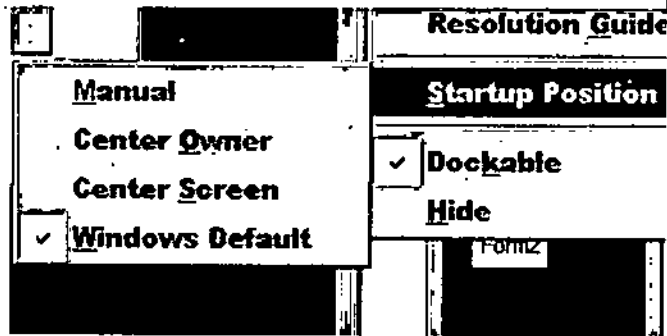 Resolution Guide
Startup Position
Dockable
Hide
Manual
Center Owner
Center Screen
Windows Default
Form2